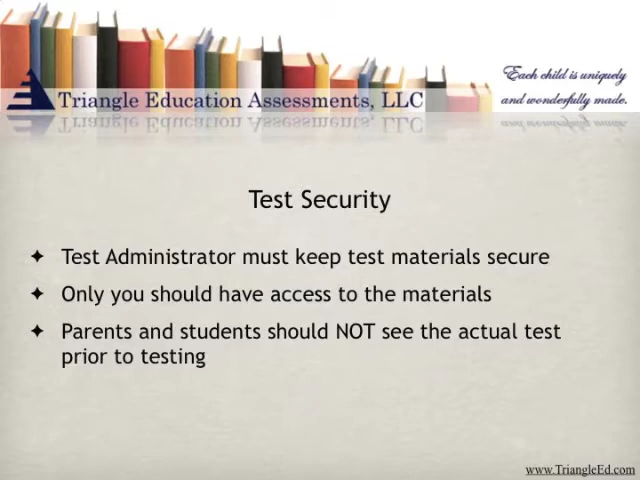 Each child is uniquely
Triangle Education Assessments, LLC
and wonderfully made.
Test Security
✦ Test Administrator must keep test materials secure
✦ Only you should have access to the materials
✦ Parents and students should NOT see the actual test
prior to testing
www.TriangleEd.com